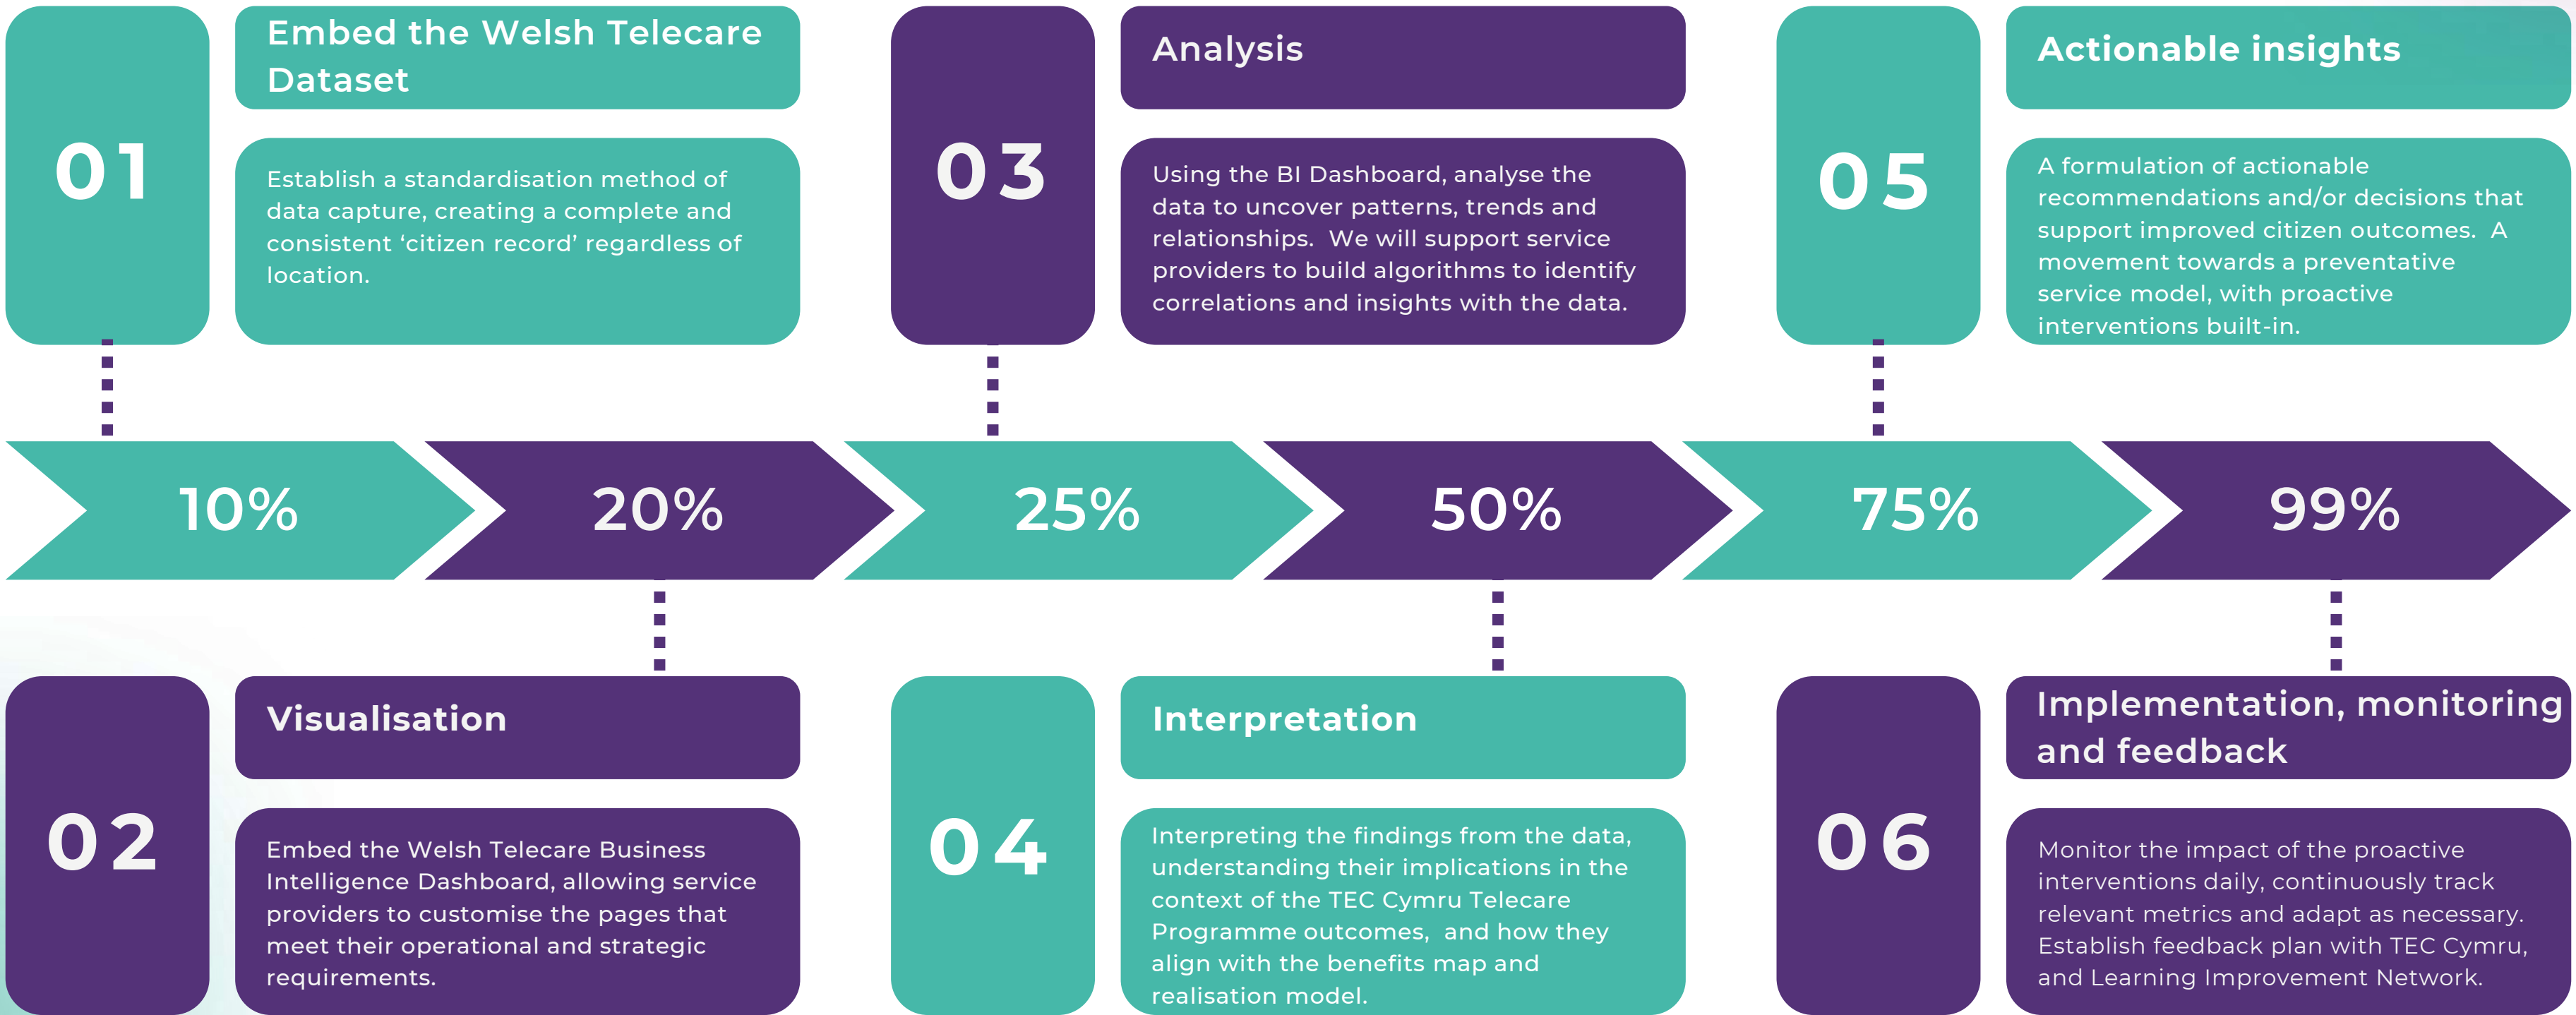 01
Embed the Welsh Telecare
Dataset
Establish a standardisation method of
data capture, creating a complete and
consistent ‘citizen record’ regardless of
location.
03
Analysis
Using the BI Dashboard, analyse the
data to uncover patterns, trends and
relationships.  We will support service
providers to build algorithms to identify
correlations and insights with the data.
05
Actionable insights
A formulation of actionable
recommendations and/or decisions that
support improved citizen outcomes.  A
movement towards a preventative
service model, with proactive
interventions built-in.
10%
20%
25%
50%
75%
99%
02
Visualisation
Embed the Welsh Telecare Business
Intelligence Dashboard, allowing service
providers to customise the pages that
meet their operational and strategic
requirements.
04
Interpretation
Interpreting the findings from the data,
understanding their implications in the
context of the TEC Cymru Telecare
Programme outcomes,  and how they
align with the benefits map and
realisation model.
06
Implementation, monitoring
and feedback
Monitor the impact of the proactive
interventions daily, continuously track
relevant metrics and adapt as necessary.
Establish feedback plan with TEC Cymru,
and Learning Improvement Network.